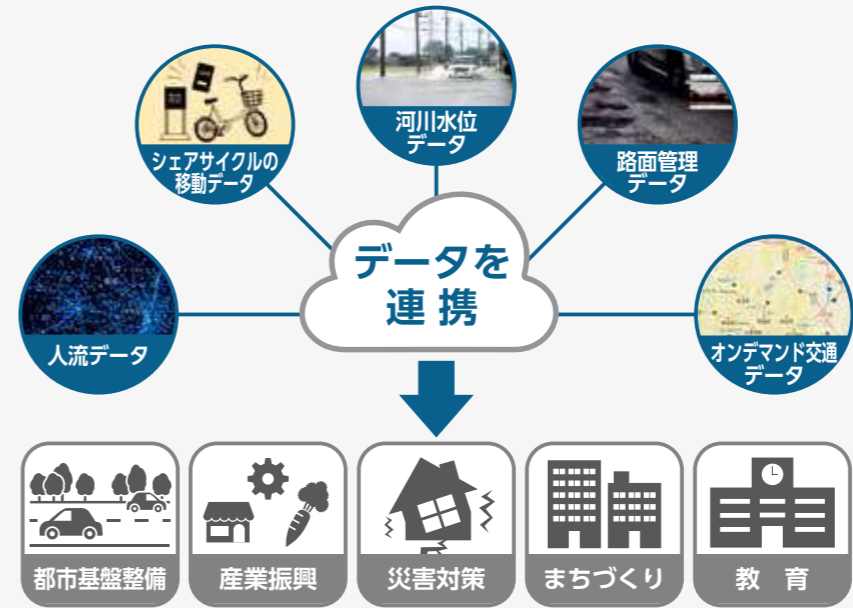 シェアサイクルの
移動データ
河川水位
データ
路面管理
データ
人流データ
データを
連携
オンデマンド交通
データ
都市基盤整備
産業振興
災害対策
まちづくり
教育